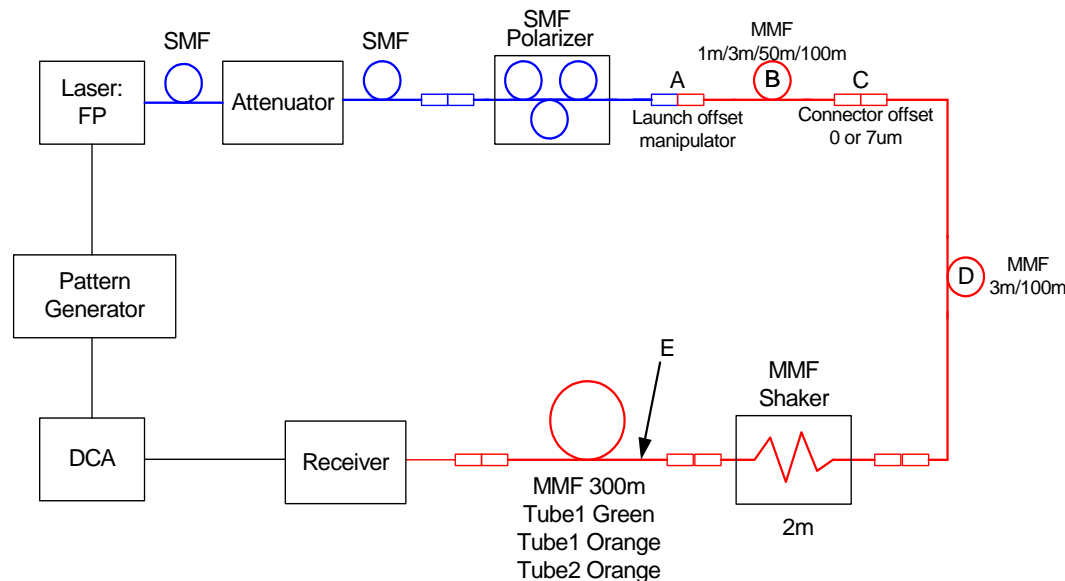 SMF
SMF
SMF
Polarizer
MMF
1m/3m/50m/100m
Laser:
FP
Attenuator
A
B
C
Launch offset
manipulator
Connector offset
0 or 7um
Pattern
Generator
D
MMF
3m/100m
E
MMF
Shaker
DCA
Receiver
MMF 300m
Tube1 Green
Tube1 Orange
Tube2 Orange
2m